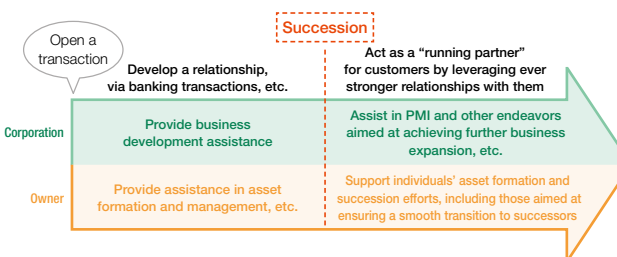 Succession
Open a
transaction
Develop a relationship,
via banking transactions, etc.
Act as a “running partner”
for customers by leveraging ever
stronger relationships with them
Corporation
Provide business
development assistance
Assist in PMI and other endeavors
aimed at achieving further business
expansion, etc.
Owner
Provide assistance in asset
formation and management, etc.
Support individuals’ asset formation and
succession efforts, including those aimed at
ensuring a smooth transition to successors